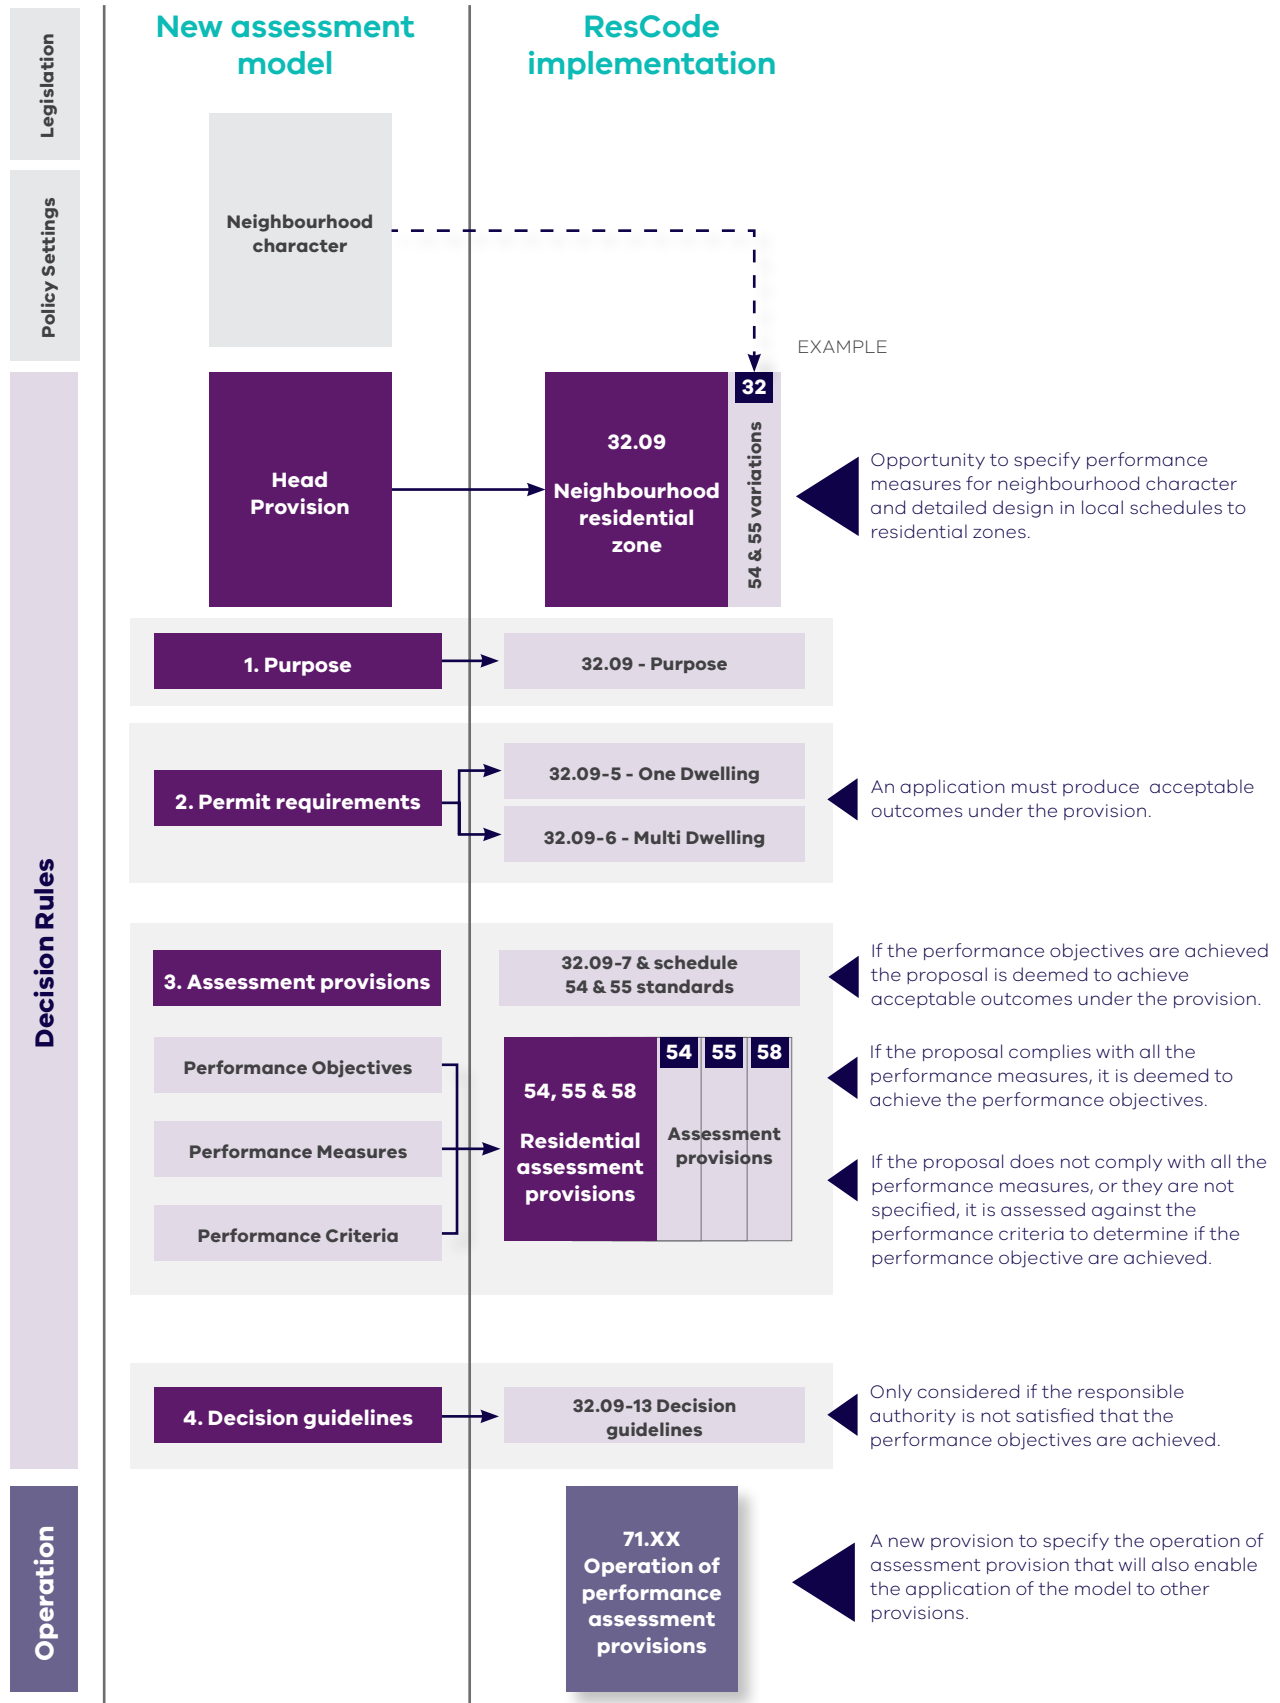 New assessment
model
ResCode
implementation
Legislation
Policy Settings
Neighbourhood
character
EXAMPLE
Decision Rules
Head
Provision
32.09
Neighbourhood
residential
zone
32
54 & 55 variations
Opportunity to specify performance
measures for neighbourhood character
and detailed design in local schedules to
residential zones.
1. Purpose
32.09 - Purpose
2. Permit requirements
32.09-5 - One Dwelling
32.09-6 - Multi Dwelling
An application must produce acceptable
outcomes under the provision.
3. Assessment provisions
32.09-7 & schedule
54 & 55 standards
If the performance objectives are achieved
the proposal is deemed to achieve
acceptable outcomes under the provision.
Performance Objectives
Performance Measures
Performance Criteria
54, 55 & 58
Residential
assessment
provisions
54
55
58
Assessment
provisions
If the proposal complies with all the
performance measures, it is deemed to
achieve the performance objectives.
If the proposal does not comply with all the
performance measures, or they are not
specified, it is assessed against the
performance criteria to determine if the
performance objective are achieved.
4. Decision guidelines
32.09-13 Decision
guidelines
Only considered if the responsible
authority is not satisfied that the
performance objectives are achieved.
Operation
71.XX
Operation of
performance
assessment
provisions
A new provision to specify the operation of
assessment provision that will also enable
the application of the model to other
provisions.